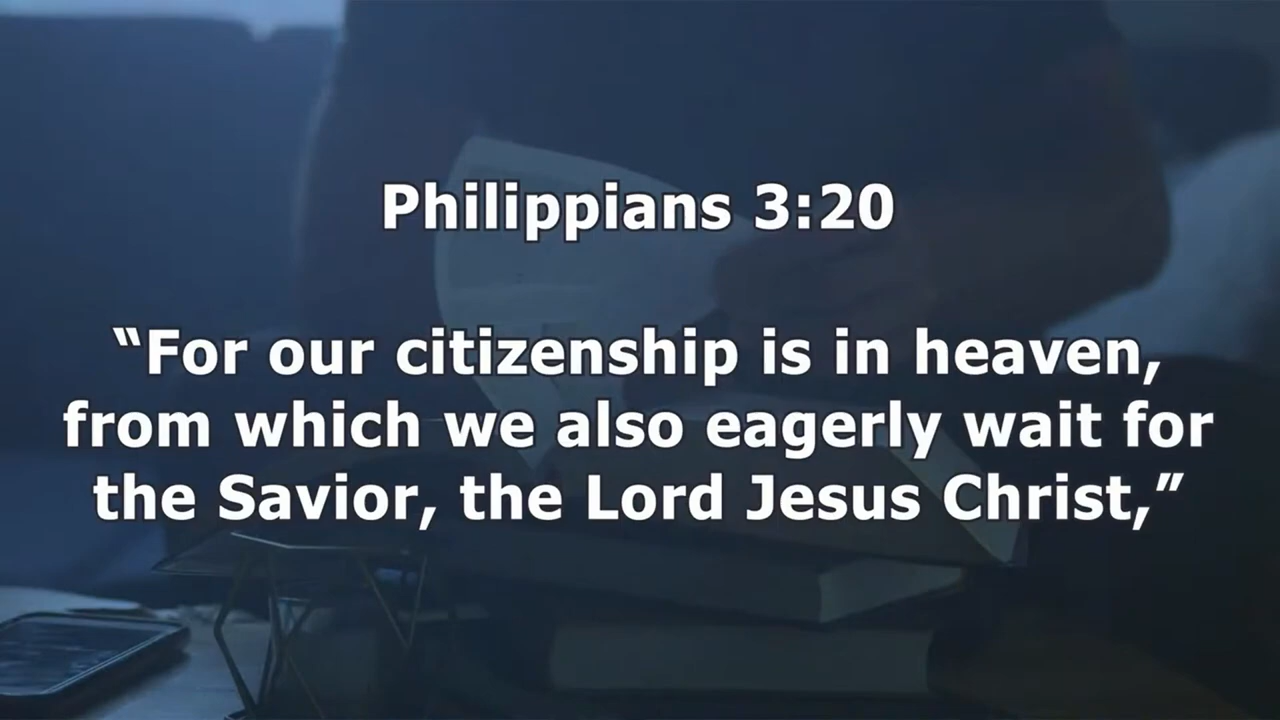 Philippians 3:20
“For our citizenship is in heaven,
from which we also eagerly wait for
the Savior, the Lord Jesus Christ,”